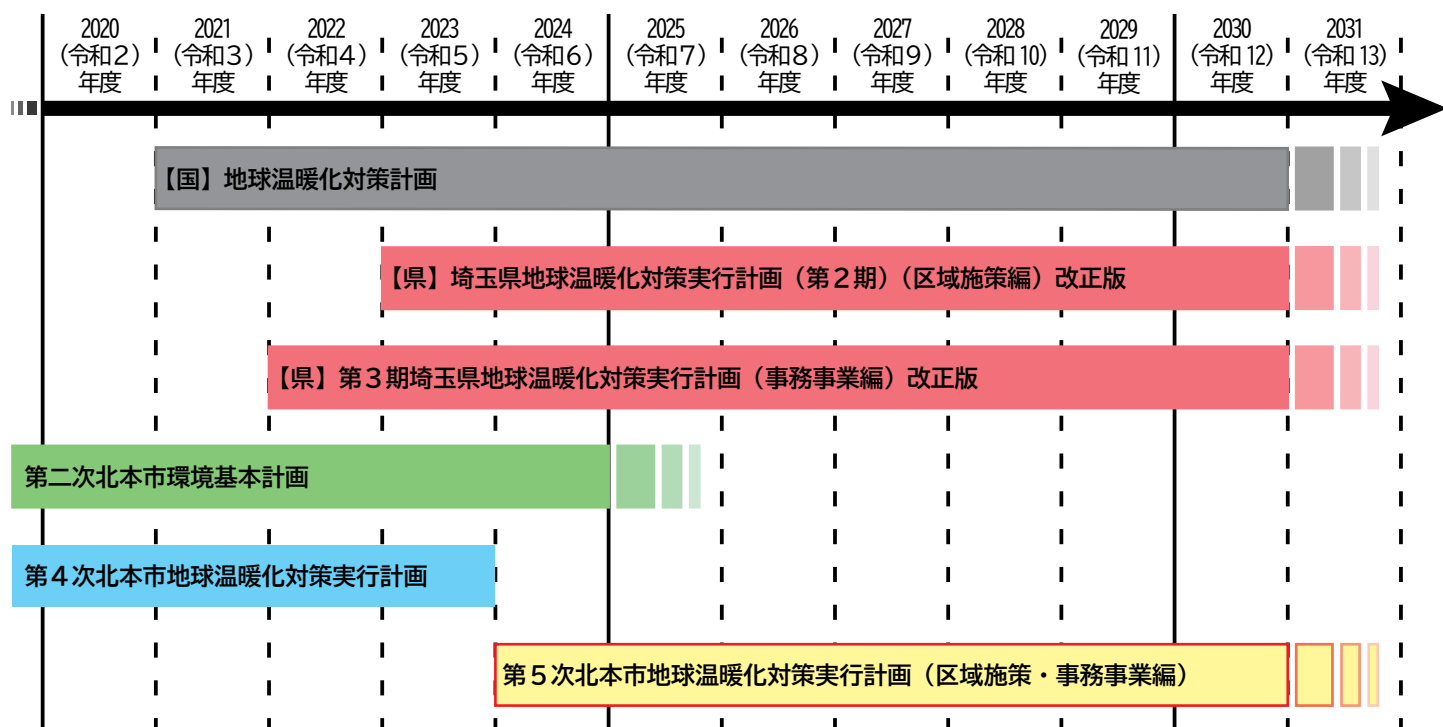 2020 2021 2022 2023 2024 2025 2026 2027 2028 2029 2030 2031
(令和2) (令和3) (令和4) (令和5) (令和6) (令和7) (令和8) (令和9) (令和10) (令和11) (令和12) (令和13)
年度 年度 年度 年度 年度 年度 年度 年度 年度 年度 年度 年度
【国】地球温暖化対策計画
【県】埼玉県地球温暖化対策実行計画（第２期）（区域施策編）改正版
【県】第３期埼玉県地球温暖化対策実行計画（事務事業編）改正版
第二次北本市環境基本計画
第４次北本市地球温暖化対策実行計画
第５次北本市地球温暖化対策実行計画（区域施策・事務事業編）